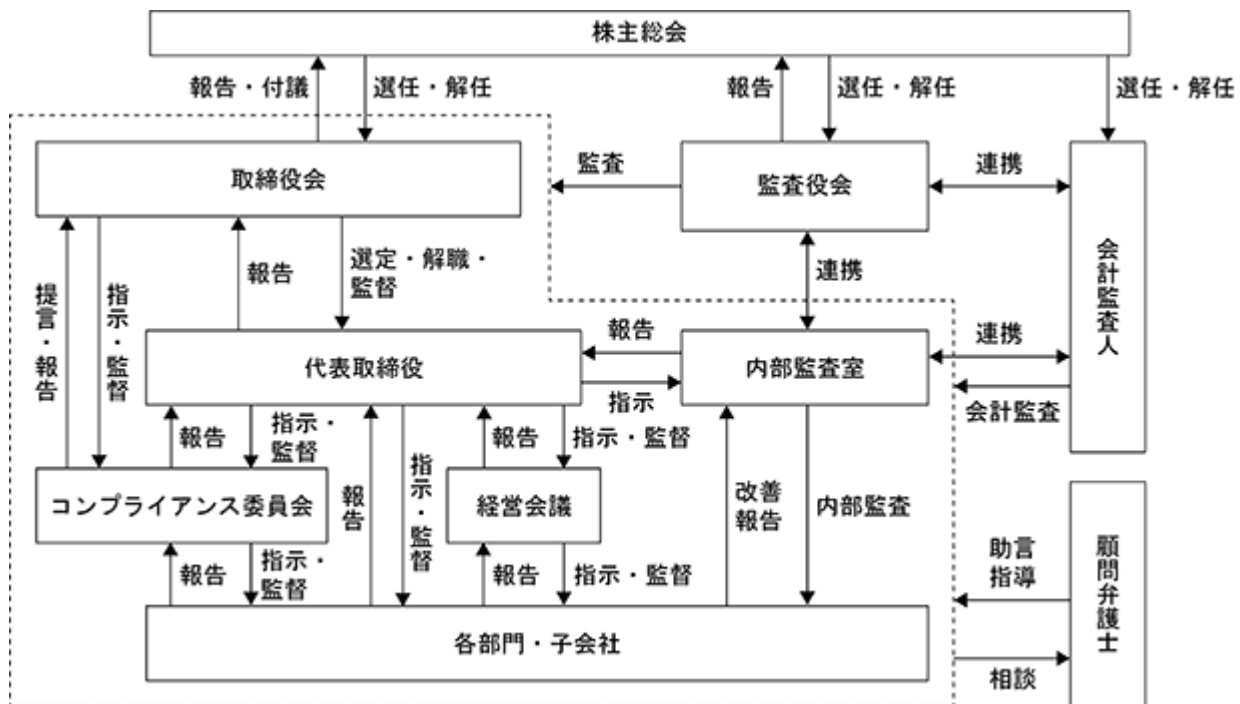 株主総会
報告・付議
選任・解任
報告
選任・解任
選任・解任
取締役会
監査
監査役会
連携
会計監査人
提言・報告
指示・監督
報告
選定・解職・
監督
連携
代表取締役
報告
指示
内部監査室
連携
会計監査
報告
指示・
監督
報告
指示・監督
報告
指示・監督
コンプライアンス委員会
経営会議
改善
報告
内部監査
報告
指示・
監督
報告
指示・監督
各部門・子会社
助言
指導
相談
顧問弁護士